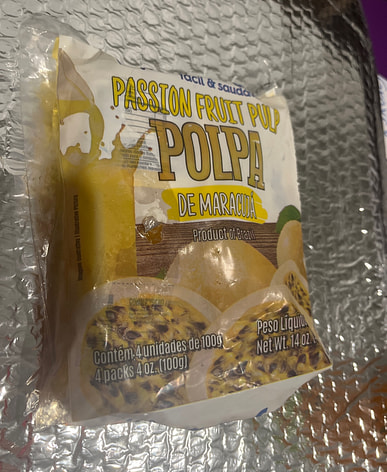 fácil & saudá
PASSION FRUIT PULP
POLPA
DE MARACUJÁ
Product of Brazil
Contém 4 unidades de 100g
4 packs 4 oz. (100g)
Peso Líquido
Net Wt. 14 oz.